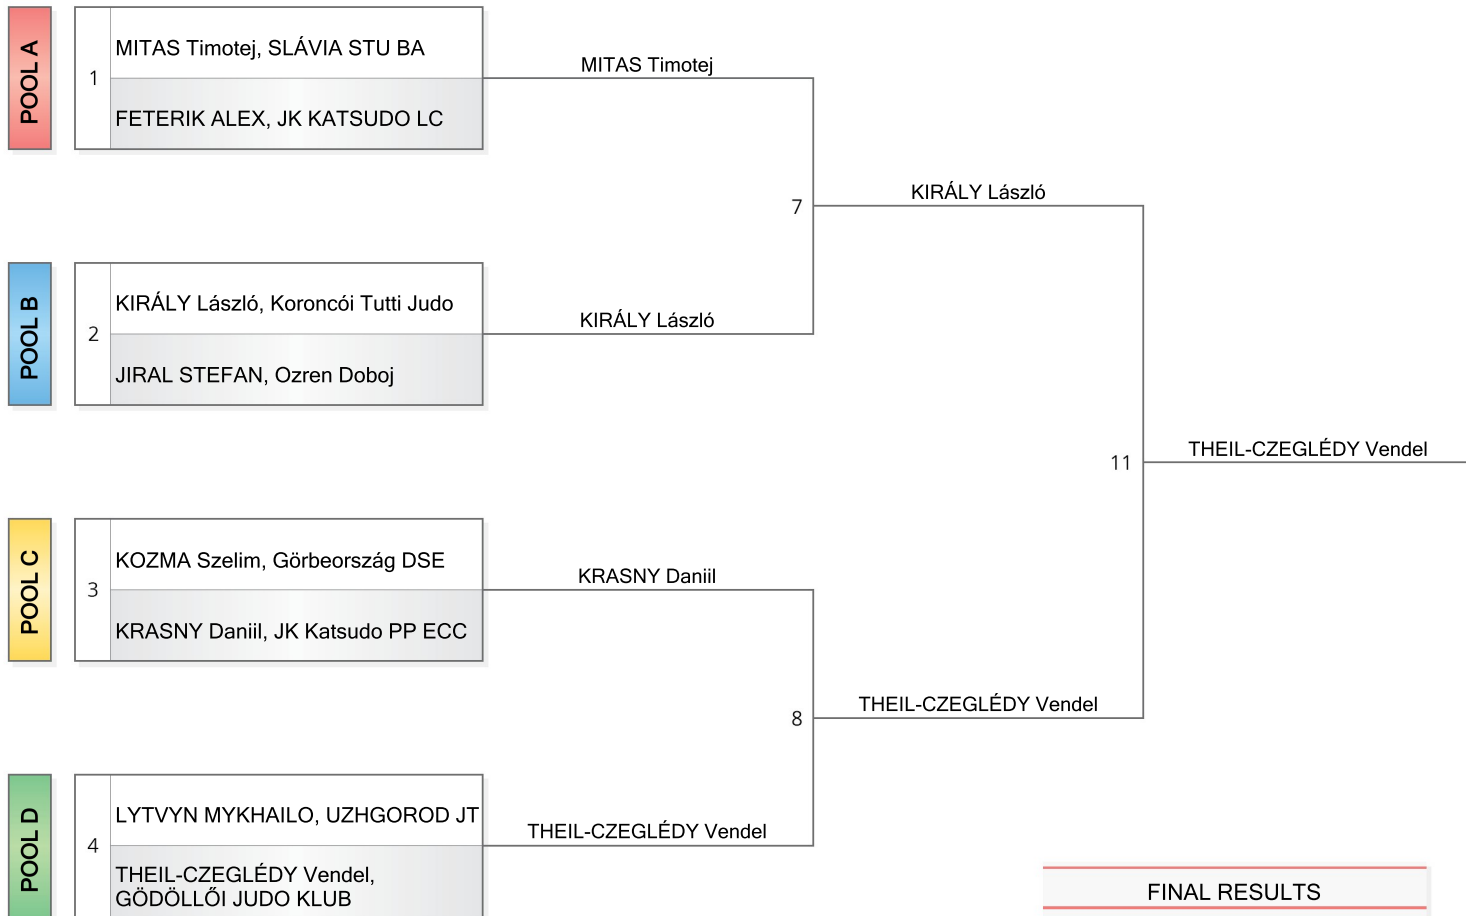 POOL A
1
MITAS Timotej, SLÁVIA STU BA
FETERIK ALEX, JK KATSUDO LC
MITAS Timotej
7
KIRÁLY László
POOL B
2
KIRÁLY László, Koroncói Tutti Judo
JIRAL STEFAN, Ozren Doboj
KIRÁLY László
11
THEIL-CZEGLÉDY Vendel
POOL C
3
KOZMA Szelim, Görbeország DSE
KRASNY Daniil, JK Katsudo PP ECC
KRASNY Daniil
8
THEIL-CZEGLÉDY Vendel
POOL D
4
LYTVYN MYKHAILO, UZHGOROD JT
THEIL-CZEGLÉDY Vendel,
GÖDÖLLŐI JUDO KLUB
THEIL-CZEGLÉDY Vendel
FINAL RESULTS